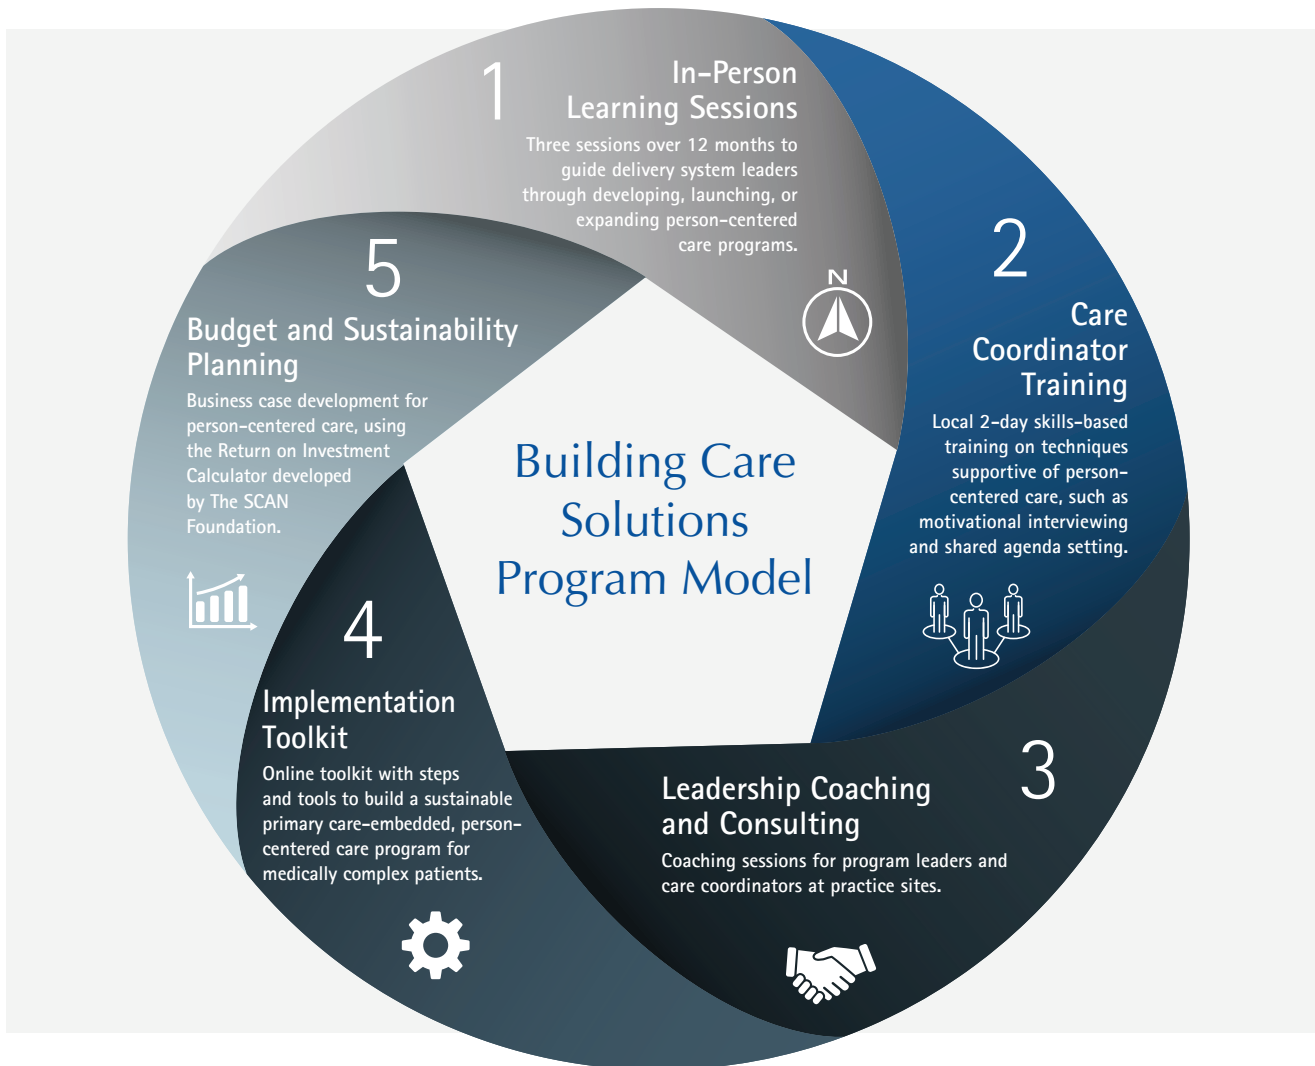 1
In-Person
Learning Sessions
Three sessions over 12 months to
guide delivery system leaders
through developing, launching, or
expanding person-centered
care programs.
N
2
Care
Coordinator
Training
Local 2-day skills-based
training on techniques
supportive of person-
centered care, such as
motivational interviewing
and shared agenda setting.
3
Leadership Coaching
and Consulting
Coaching sessions for program leaders and
care coordinators at practice sites.
4
Implementation
Toolkit
Online toolkit with steps
and tools to build a sustainable
primary care-embedded, person-
centered care program for
medically complex patients.
5
Budget and Sustainability
Planning
Business case development for
person-centered care, using
the Return on Investment
Calculator developed
by The SCAN
Foundation.
Building Care
Solutions
Program Model